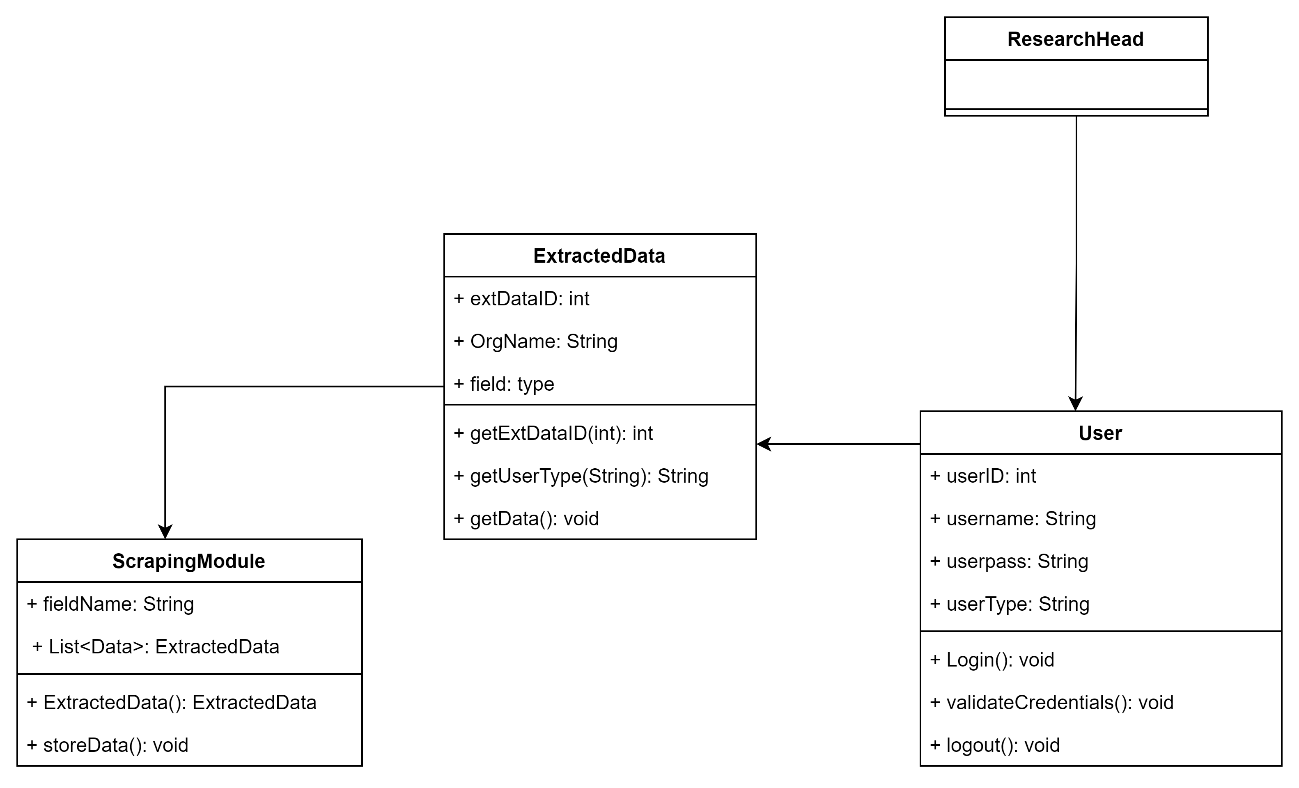 ResearchHead
ExtractedData
+ extDataID: int
+ OrgName: String
+ field: type
+ getExtDataID(int): int
+ getUserType(String): String
+ getData(): void
User
+ userID: int
+ username: String
+ userpass: String
+ userType: String
+ Login(): void
+ validateCredentials(): void
+ logout(): void
ScrapingModule
+ fieldName: String
+ List<Data>: ExtractedData
+ ExtractedData(): ExtractedData
+ storeData(): void